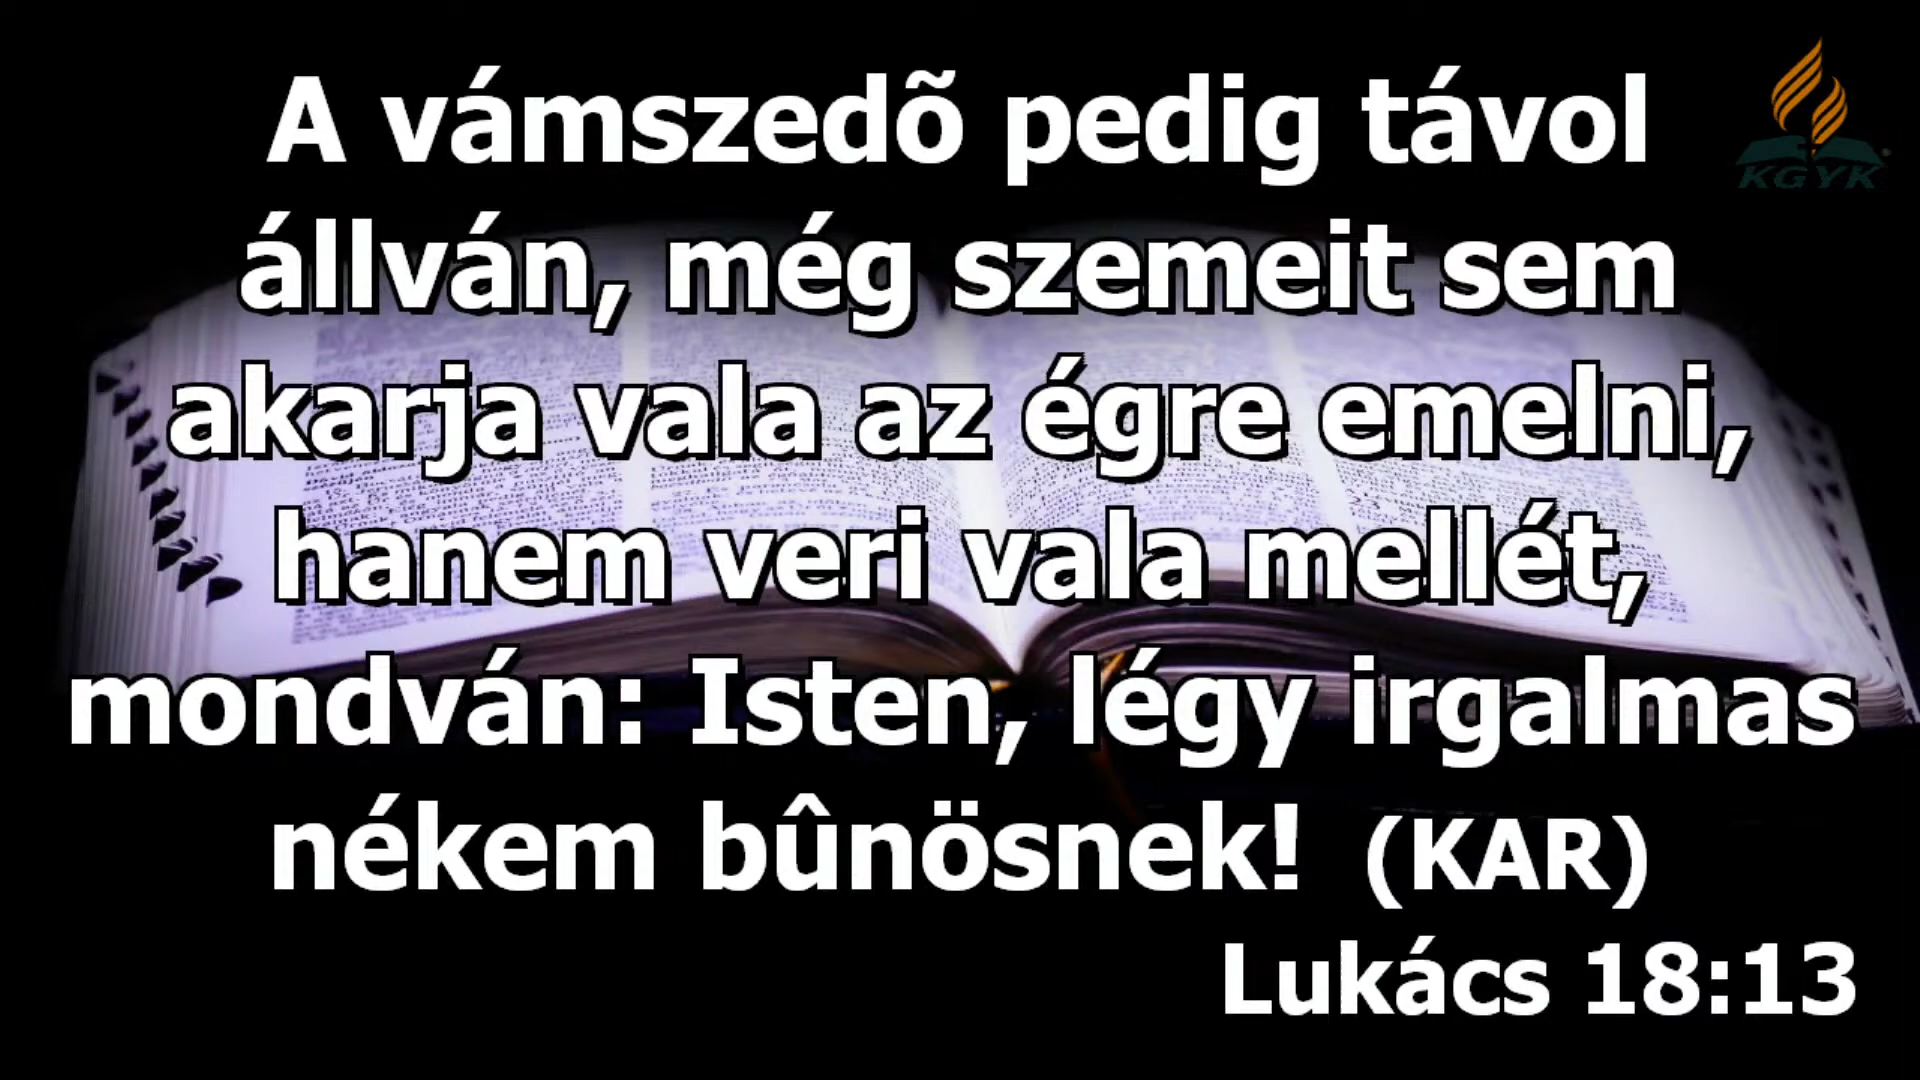 A vámszedõ pedig távol
állván, még szemeit sem
akarja vala az égre emelni,
hanem veri vala mellét,
mondván: Isten, légy irgalmas
nékem bûnösnek! (KAR)
Lukács 18:13
KGYK